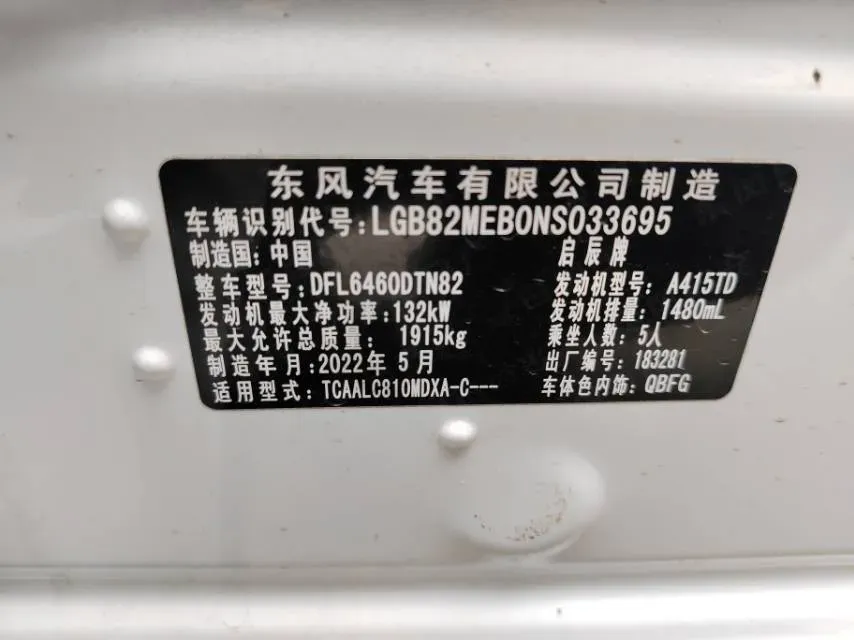 东风汽车有限公司制造
车辆识别代号:LGB82MEB0NS033695
制造国:中国 启辰牌
整车型号:DFL6460DTN82 发动机型号:A415TD
发动机最大净功率:132kW 发动机排量:1480mL
最大允许总质量: 1915kg 乘坐人数:5人
制造年月:2022年5月 出厂编号:183281
适用型式:TCAALC810MDXA-C--- 车体色内饰:QBFG